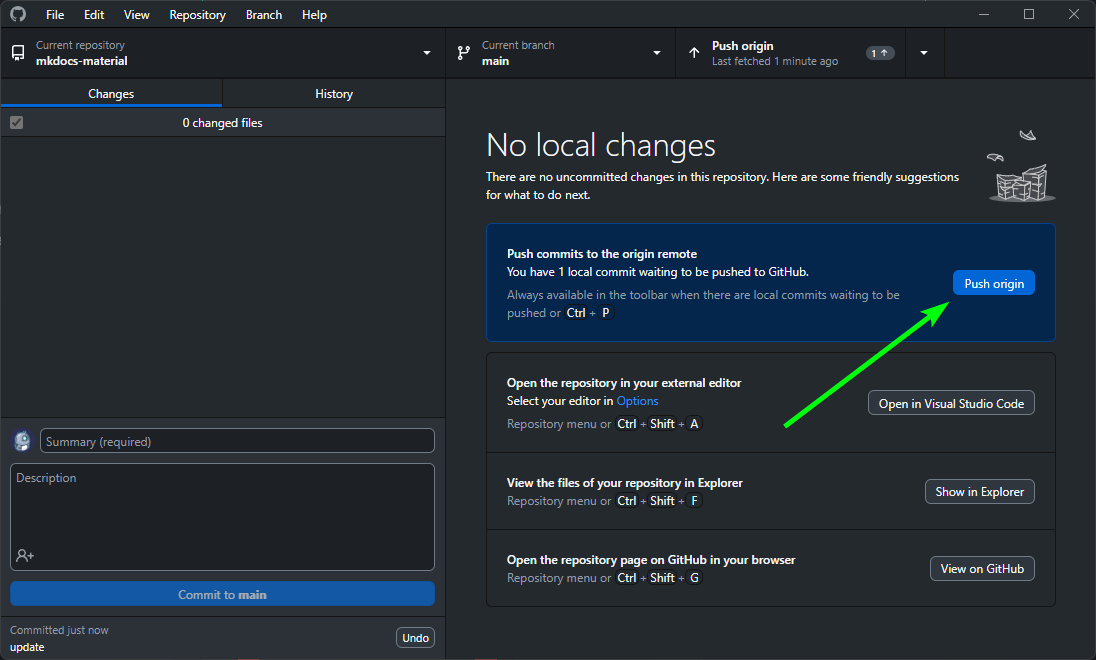 File Edit View Repository Branch Help
Current repository
mkdocs-material
Current branch
main
Push origin
Last fetched 1 minute ago
1
Changes
History
0 changed files
No local changes
There are no uncommitted changes in this repository. Here are some friendly suggestions
for what to do next.
Push commits to the origin remote
You have 1 local commit waiting to be pushed to GitHub.
Always available in the toolbar when there are local commits waiting to be
pushed or Ctrl + P
Push origin
Open the repository in your external editor
Select your editor in Options
Repository menu or Ctrl + Shift + A
Open in Visual Studio Code
View the files of your repository in Explorer
Repository menu or Ctrl + Shift + F
Show in Explorer
Open the repository page on GitHub in your browser
Repository menu or Ctrl + Shift + G
View on GitHub
Summary (required)
Description
Commit to main
Committed just now
update
Undo